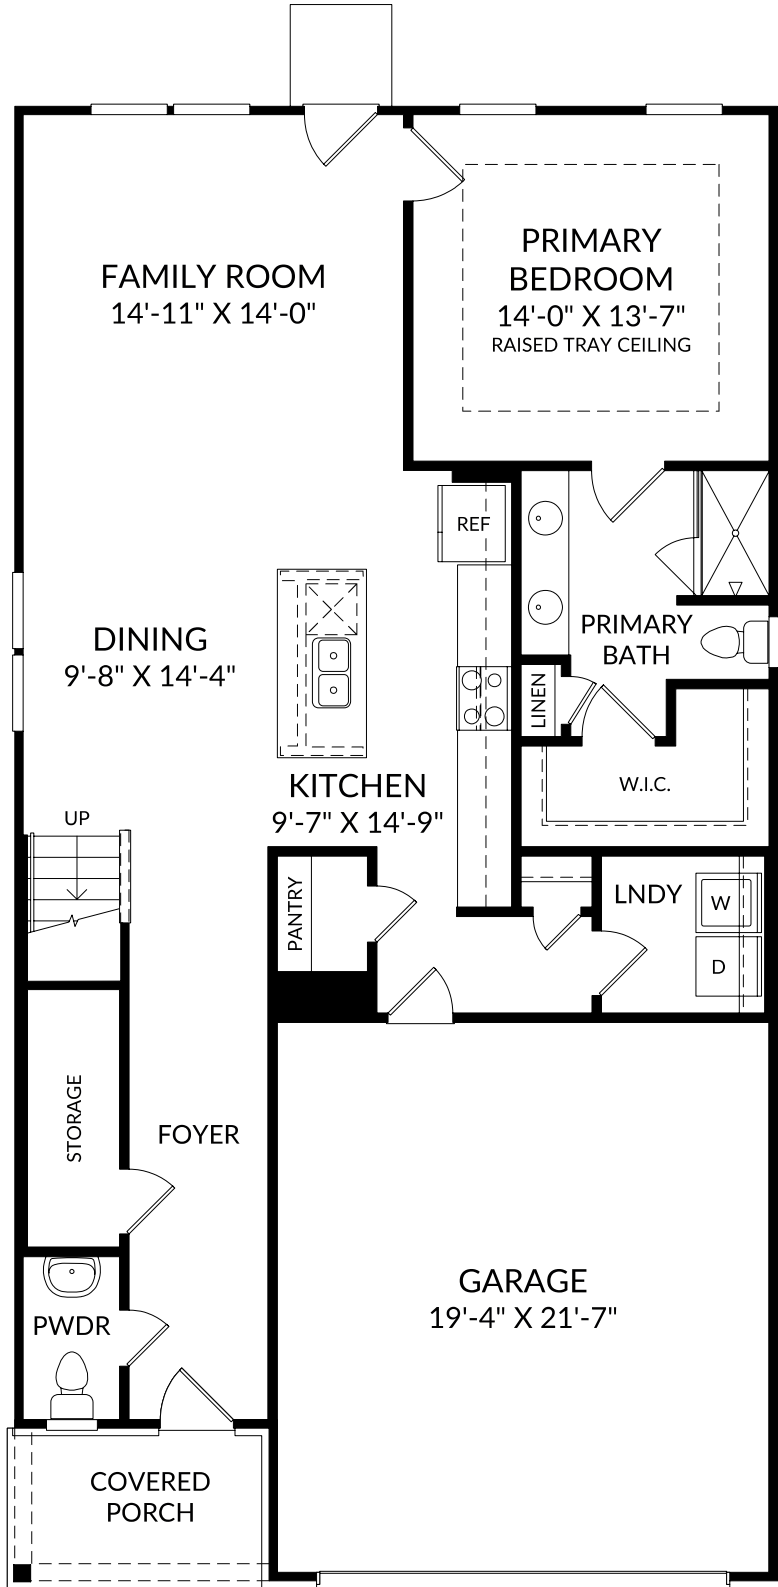 PRIMARY
BEDROOM
14'-0" X 13'-7"
RAISED TRAY CEILING
FAMILY ROOM
14'-11" X 14'-0"
REF
DINING
9'-8" X 14'-4"
PRIMARY
BATH
LINEN
KITCHEN
9'-7" X 14'-9"
W.I.C.
UP
PANTRY
LNDY
W
D
STORAGE
FOYER
GARAGE
19'-4" X 21'-7"
PWDR
COVERED
PORCH